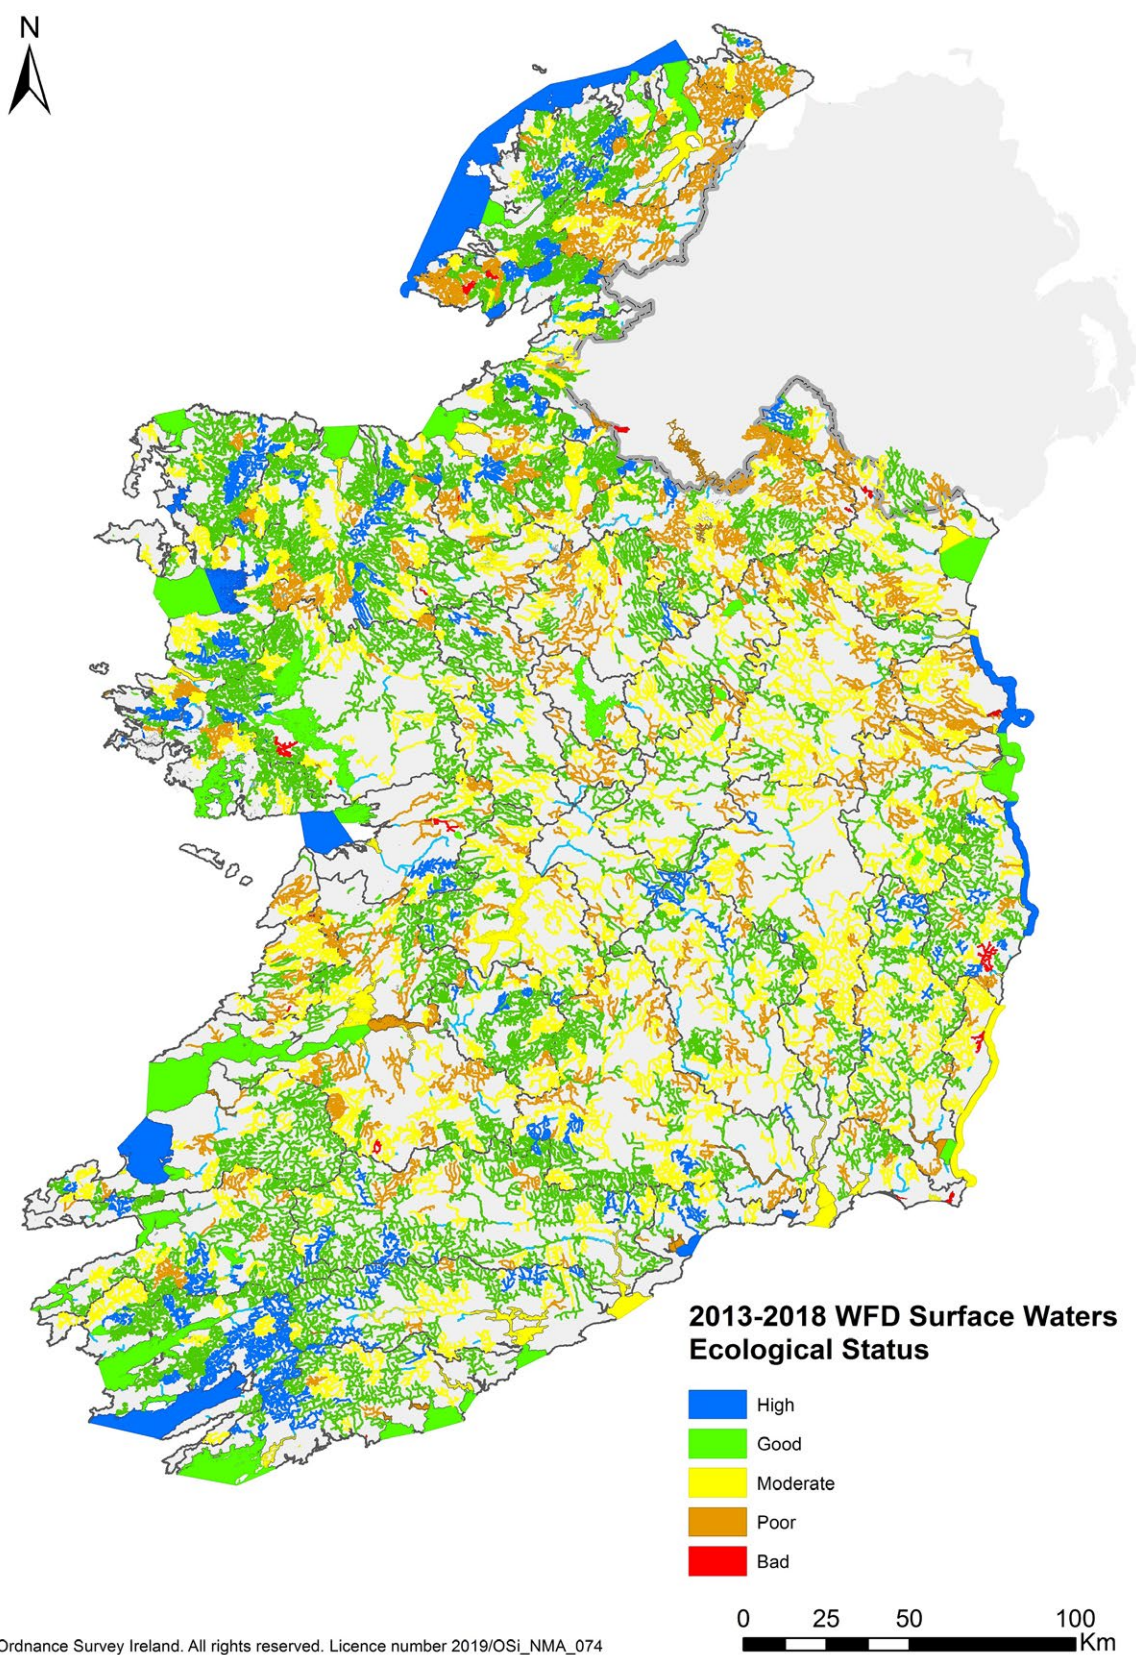 N
2013-2018 WFD Surface Waters
Ecological Status
High
Good
Moderate
Poor
Bad
0 25 50 100
Km
Ordnance Survey Ireland. All rights reserved. Licence number 2019/OSi_NMA_074